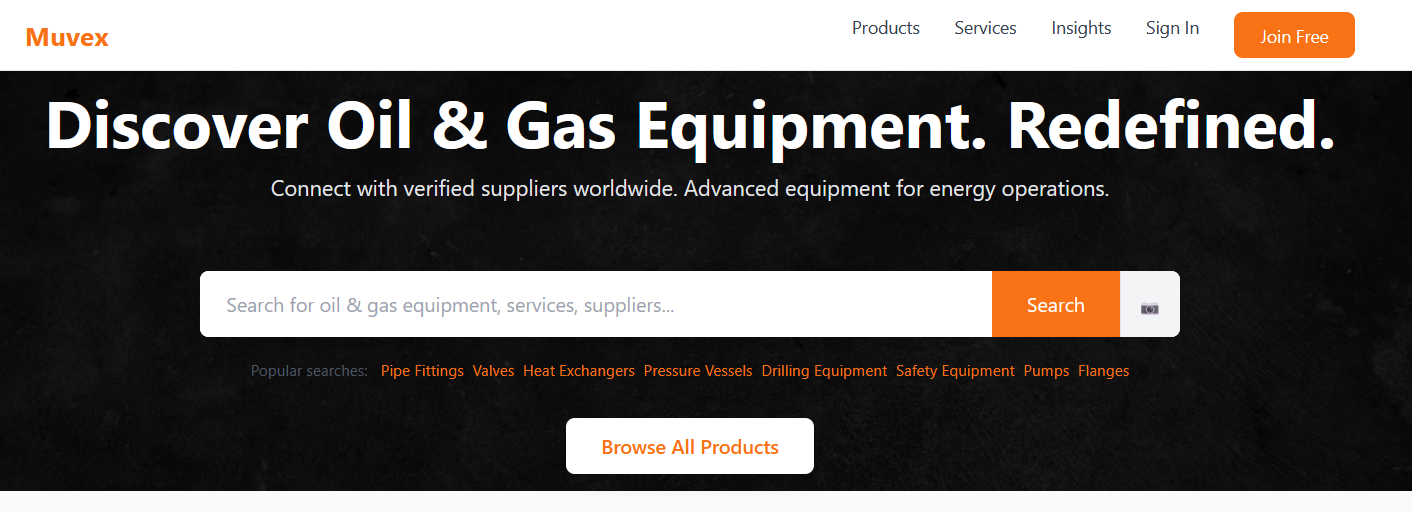 Muvex
Products Services Insights Sign In Join Free
Discover Oil & Gas Equipment. Redefined.
Connect with verified suppliers worldwide. Advanced equipment for energy operations.
Search for oil & gas equipment, services, suppliers... Search
Popular searches: Pipe Fittings Valves Heat Exchangers Pressure Vessels Drilling Equipment Safety Equipment Pumps Flanges
Browse All Products